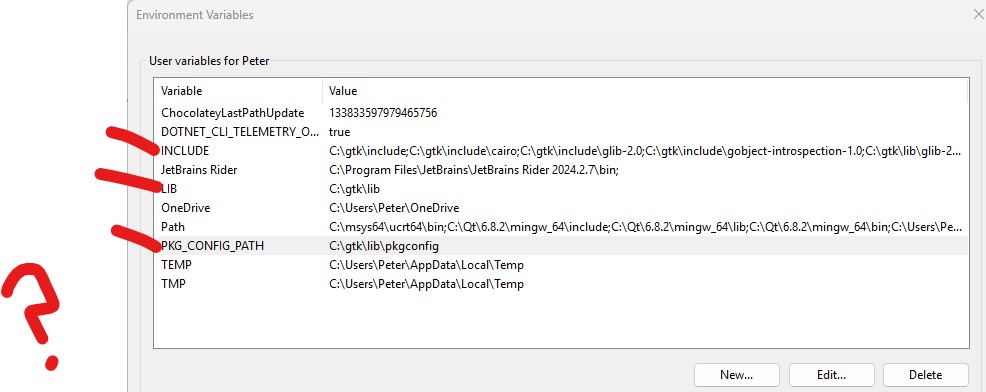 Environment Variables
User variables for Peter
Variable Value
ChocolateyLastPathUpdate 133833597979465756
DOTNET_CLI_TELEMETRY_O... true
INCLUDE C:\gtk\include;C:\gtk\include\cairo;C:\gtk\include\glib-2.0;C:\gtk\include\gobject-introspection-1.0;C:\gtk\lib\glib-2...
JetBrains Rider C:\Program Files\JetBrains\JetBrains Rider 2024.2.7\bin;
LIB C:\gtk\lib
OneDrive C:\Users\Peter\OneDrive
Path C:\msys64\ucrt64\bin;C:\Qt\6.8.2\mingw_64\include;C:\Qt\6.8.2\mingw_64\lib;C:\Qt\6.8.2\mingw_64\bin;C:\Users\Pe...
PKG_CONFIG_PATH C:\gtk\lib\pkgconfig
TEMP C:\Users\Peter\AppData\Local\Temp
TMP C:\Users\Peter\AppData\Local\Temp
?
New... Edit... Delete